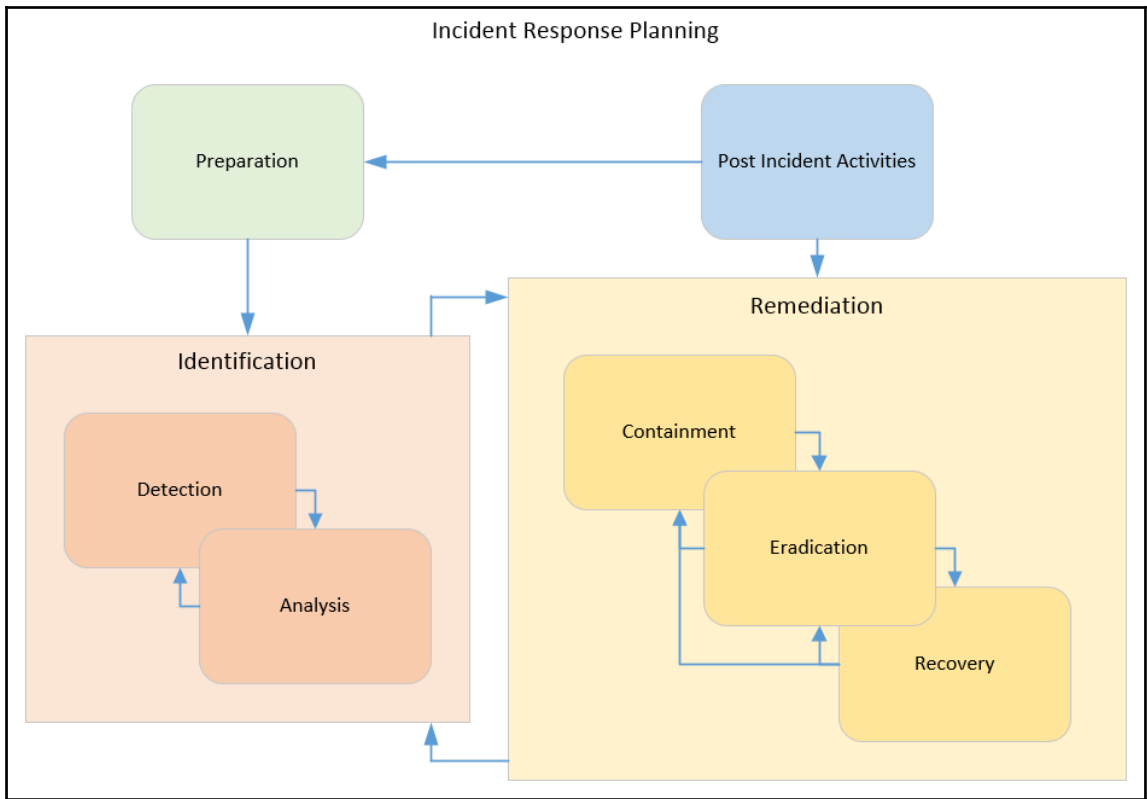 Incident Response Planning
Preparation
Post Incident Activities
Identification
Detection
Analysis
Remediation
Containment
Eradication
Recovery